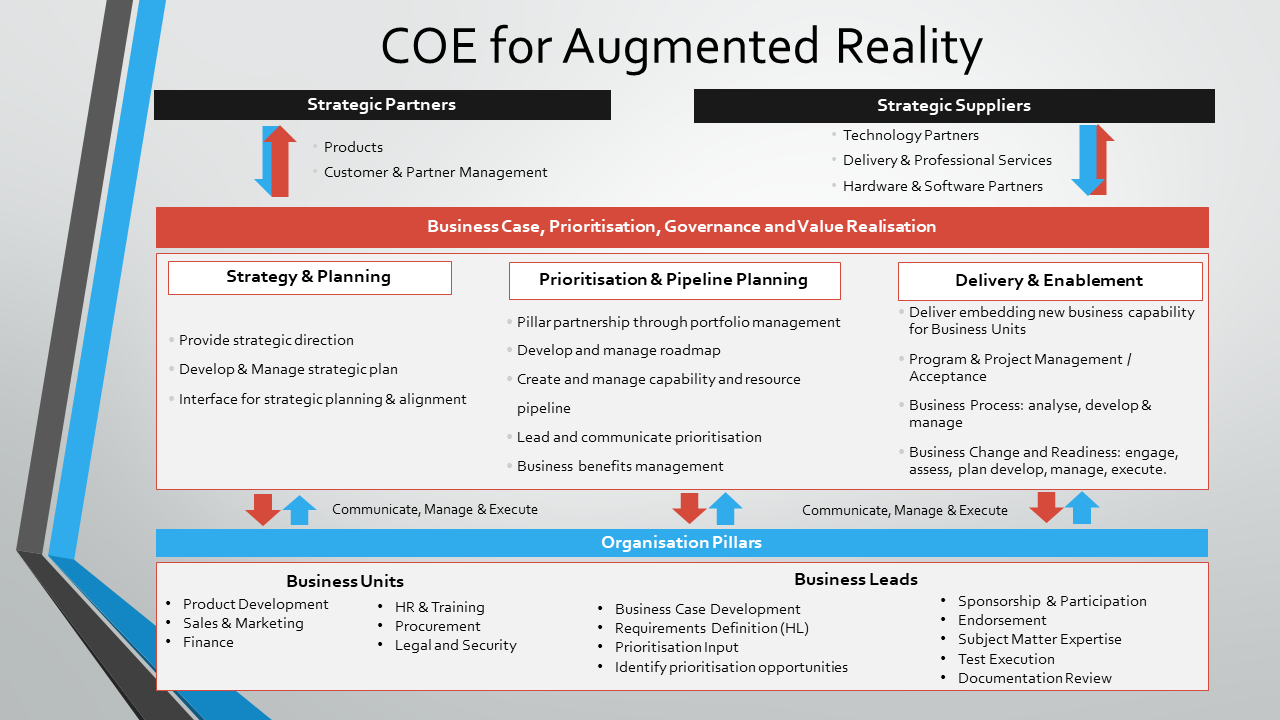 COE for Augmented Reality
Strategic Partners
Products
Customer & Partner Management
Strategic Suppliers
Technology Partners
Delivery & Professional Services
Hardware & Software Partners
Business Case, Prioritisation, Governance and Value Realisation
Strategy & Planning
Provide strategic direction
Develop & Manage strategic plan
Interface for strategic planning & alignment
Prioritisation & Pipeline Planning
Pillar partnership through portfolio management
Develop and manage roadmap
Create and manage capability and resource
pipeline
Lead and communicate prioritisation
Business benefits management
Delivery & Enablement
Deliver embedding new business capability
for Business Units
Program & Project Management /
Acceptance
Business Process: analyse, develop &
manage
Business Change and Readiness: engage,
assess, plan develop, manage, execute.
Communicate, Manage & Execute
Communicate, Manage & Execute
Organisation Pillars
Business Units
Product Development
Sales & Marketing
Finance
HR & Training
Procurement
Legal and Security
Business Leads
Business Case Development
Requirements Definition (HL)
Prioritisation Input
Identify prioritisation opportunities
Sponsorship & Participation
Endorsement
Subject Matter Expertise
Test Execution
Documentation Review